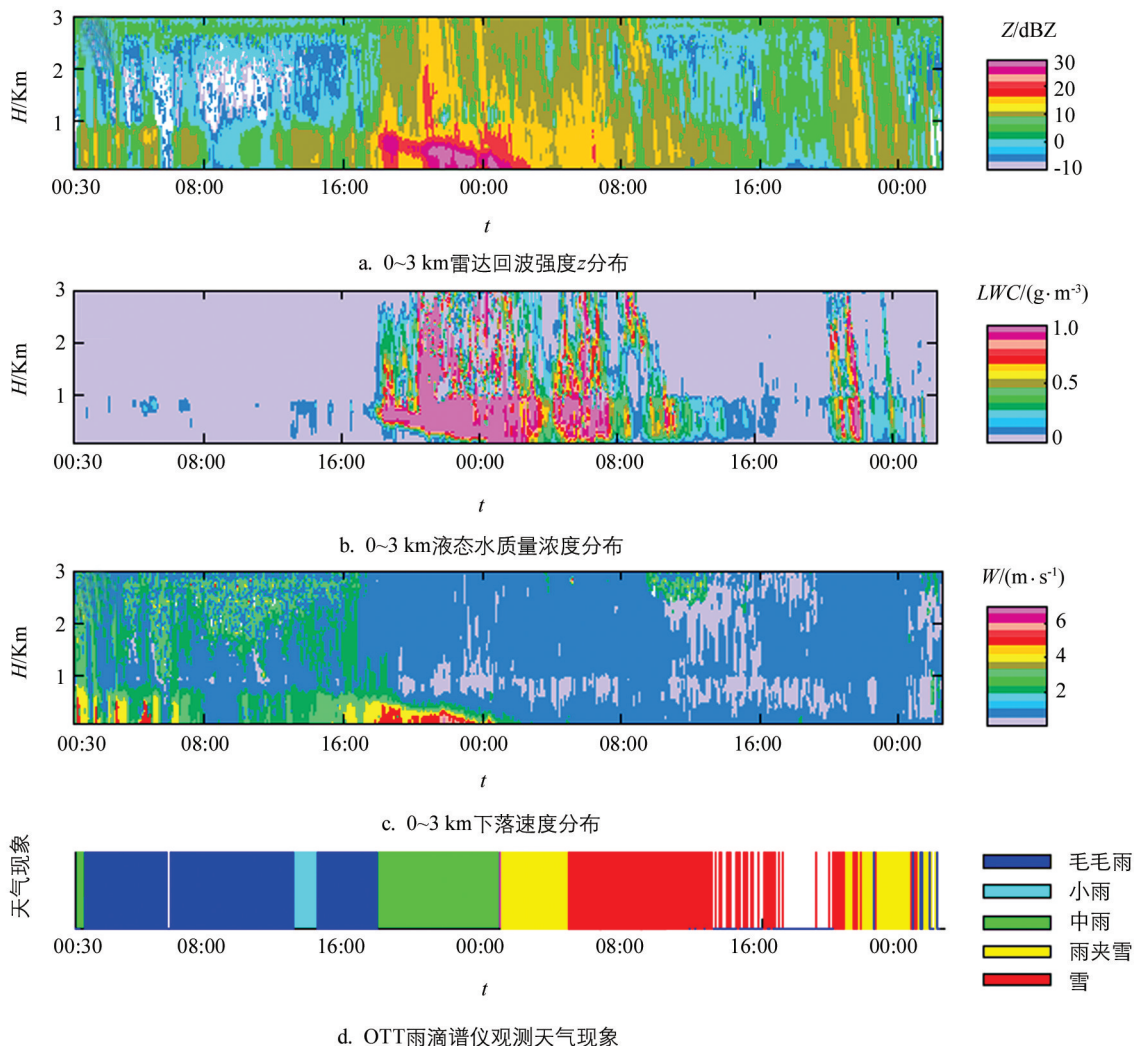 Z/dBZ
3
30
2
20
H/Km
10
1
0
-10
00:30 08:00 16:00 00:00 08:00 16:00 00:00
t
a. 0~3 km雷达回波强度z分布
LWC/(g·m-3)
3
1.0
2
H/Km
0.5
1
0
00:30 08:00 16:00 00:00 08:00 16:00 00:00
t
b. 0~3 km液态水质量浓度分布
W/(m·s-1)
3
6
2
H/Km
4
1
2
00:30 08:00 16:00 00:00 08:00 16:00 00:00
t
c. 0~3 km下落速度分布
天气现象
毛毛雨
小雨
中雨
雨夹雪
雪
00:30 08:00 16:00 00:00 08:00 16:00 00:00
t
d. OTT雨滴谱仪观测天气现象